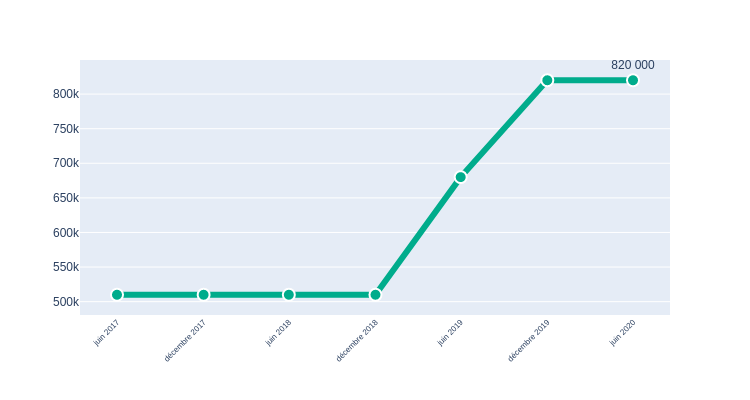 820 000
800k
750k
700k
650k
600k
550k
500k
juin 2017
décembre 2017
juin 2018
décembre 2018
juin 2019
décembre 2019
juin 2020